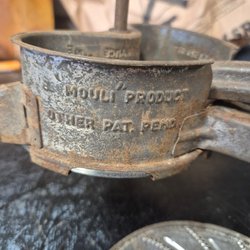 "MOULI" PRODUCT
OTHER PAT. PEND.